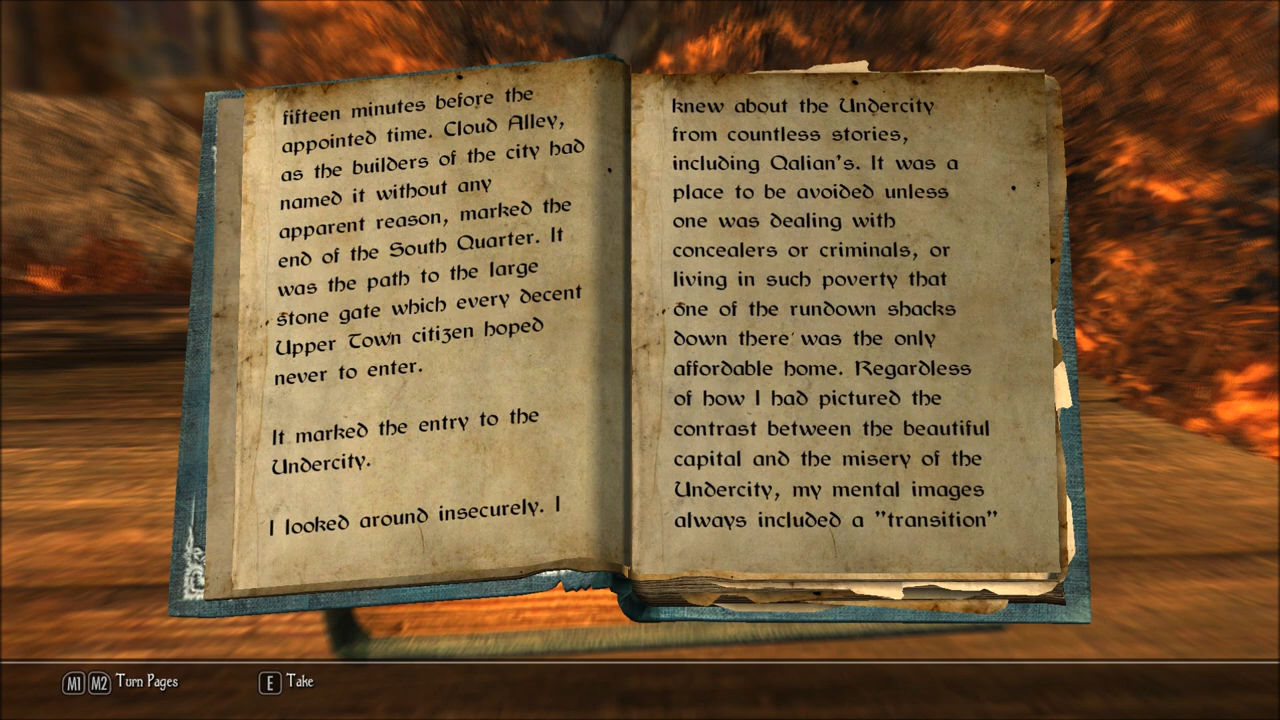 fifteen minutes before the
appointed time. Cloud Alley,
as the builders of the city had
named it without any
apparent reason, marked the
end of the South Quarter. It
was the path to the large
stone gate which every decent
Upper Town citizen hoped
never to enter.
It marked the entry to the
Undercity.
I looked around insecurely. I
knew about the Undercity
from countless stories,
including Qalian's. It was a
place to be avoided unless
one was dealing with
concealers or criminals, or
living in such poverty that
one of the rundown shacks
down there was the only
affordable home. Regardless
of how I had pictured the
contrast between the beautiful
capital and the misery of the
Undercity, my mental images
always included a "transition"
M1 M2 Turn Pages
E Take